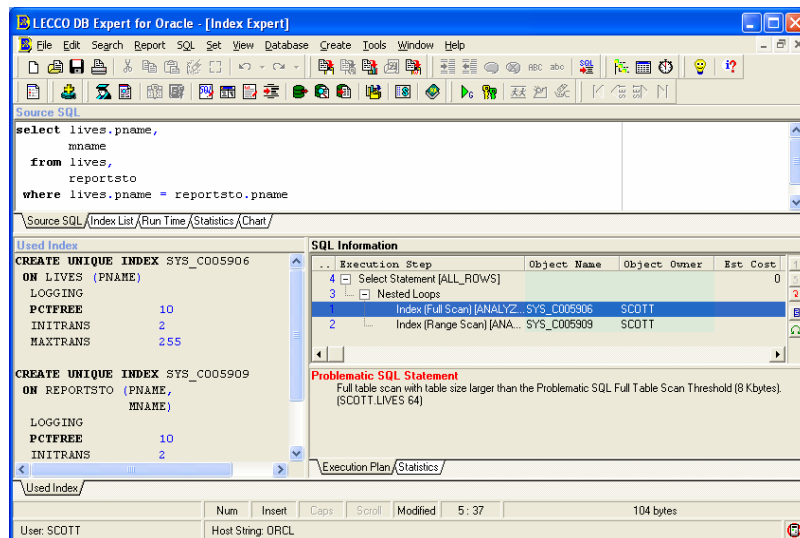 LECCO DB Expert for Oracle - [Index Expert]
File Edit Search Report SQL Set View Database Create Tools Window Help
ABC abc SQL
Source SQL
select lives.pname,
mname
from lives,
reportsto
where lives.pname = reportsto.pname
Source SQL Index List Run Time Statistics Chart
Used Index
CREATE UNIQUE INDEX SYS_C005906
ON LIVES (PNAME)
LOGGING
PCTFREE 10
INITRANS 2
MAXTRANS 255
CREATE UNIQUE INDEX SYS_C005909
ON REPORTSTO (PNAME,
MNAME)
LOGGING
PCTFREE 10
INITRANS 2
Used Index
SQL Information
... Execution Step Object Name Object Owner Est Cost
4 Select Statement [ALL_ROWS] 0
3 Nested Loops
1 Index (Full Scan) [ANALYZ... SYS_C005906 SCOTT
2 Index (Range Scan) [ANA... SYS_C005909 SCOTT
Problematic SQL Statement
Full table scan with table size larger than the Problematic SQL Full Table Scan Threshold (8 Kbytes).
(SCOTT.LIVES 64)
Execution Plan Statistics
Num Insert Caps Scroll Modified 5 : 37 104 bytes
User: SCOTT Host String: ORCL